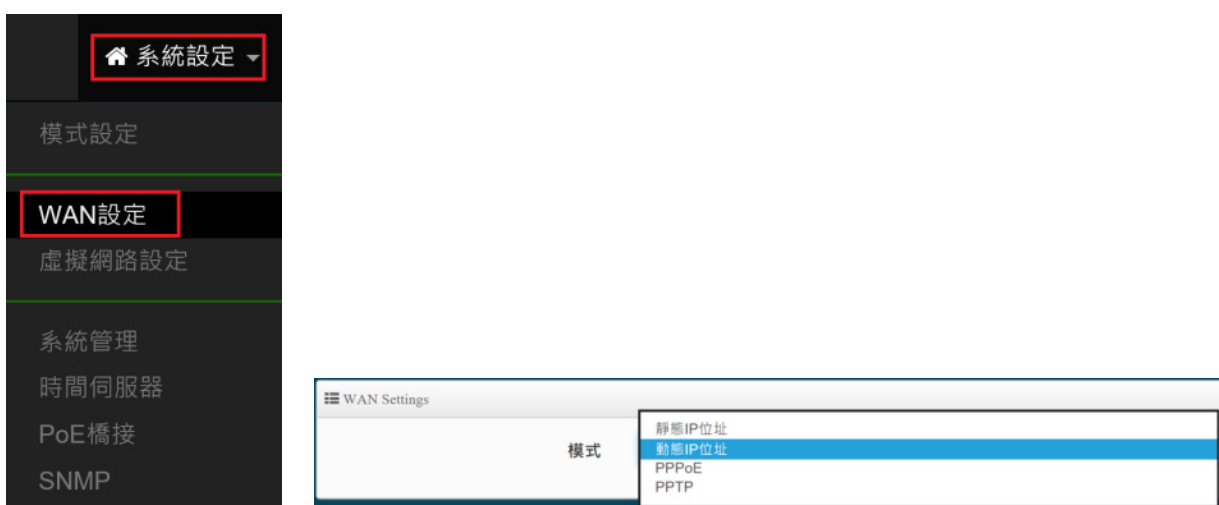 系統設定
模式設定
WAN設定
虛擬網路設定
系統管理
時間伺服器
PoE橋接
SNMP
WAN Settings
模式
靜態IP位址
動態IP位址
PPPoE
PPTP